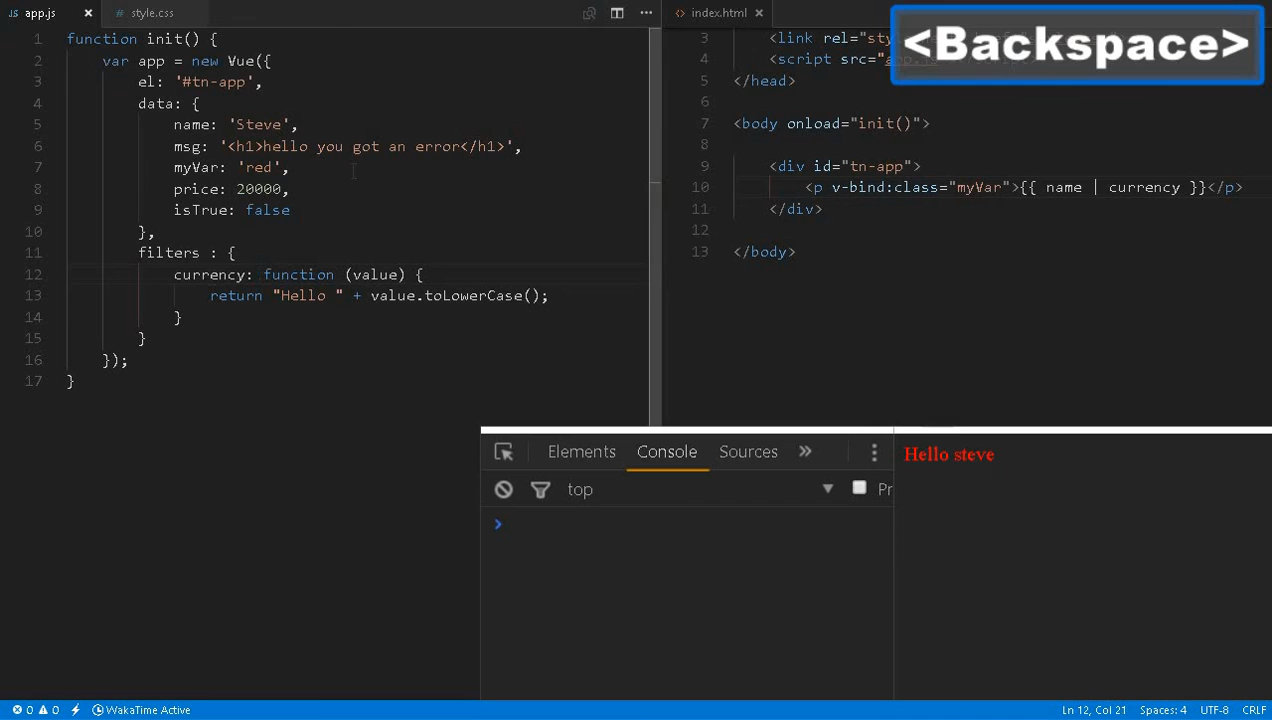 app.js
style.css
1 function init() {
2 var app = new Vue({
3 el: '#tn-app',
4 data: {
5 name: 'Steve',
6 msg: '<h1>hello you got an error</h1>',
7 myVar: 'red',
8 price: 20000,
9 isTrue: false
10 },
11 filters : {
12 currency: function (value) {
13 return "Hello " + value.toLowerCase();
14 }
15 }
16 });
17 }
index.html
<Backspace>
3 <link rel="sty
4 <script src="app.js
5 </head>
6
7 <body onload="init()">
8
9 <div id="tn-app">
10 <p v-bind:class="myVar">{{ name | currency }}</p>
11 </div>
12
13 </body>
Elements Console Sources »
top Pr
Hello steve
0 0 WakaTime Active
Ln 12, Col 21 Spaces: 4 UTF-8 CRLF